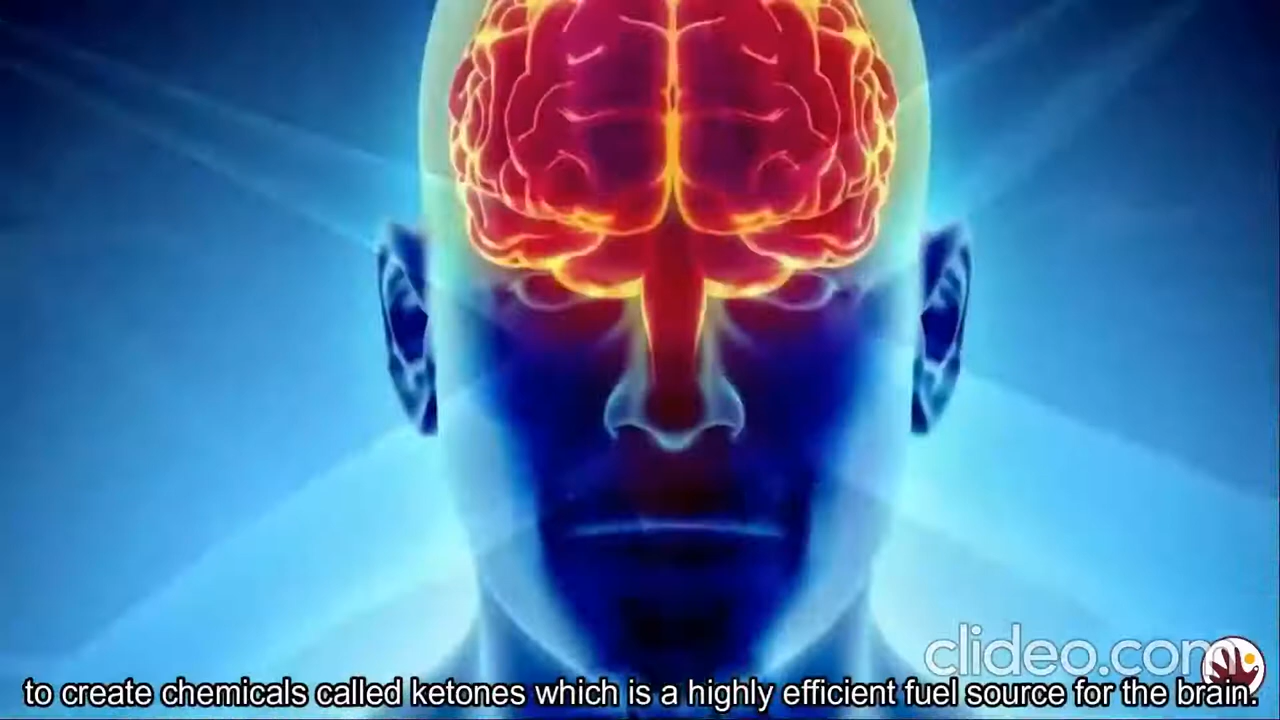 clideo.com
to create chemicals called ketones which is a highly efficient fuel source for the brain.